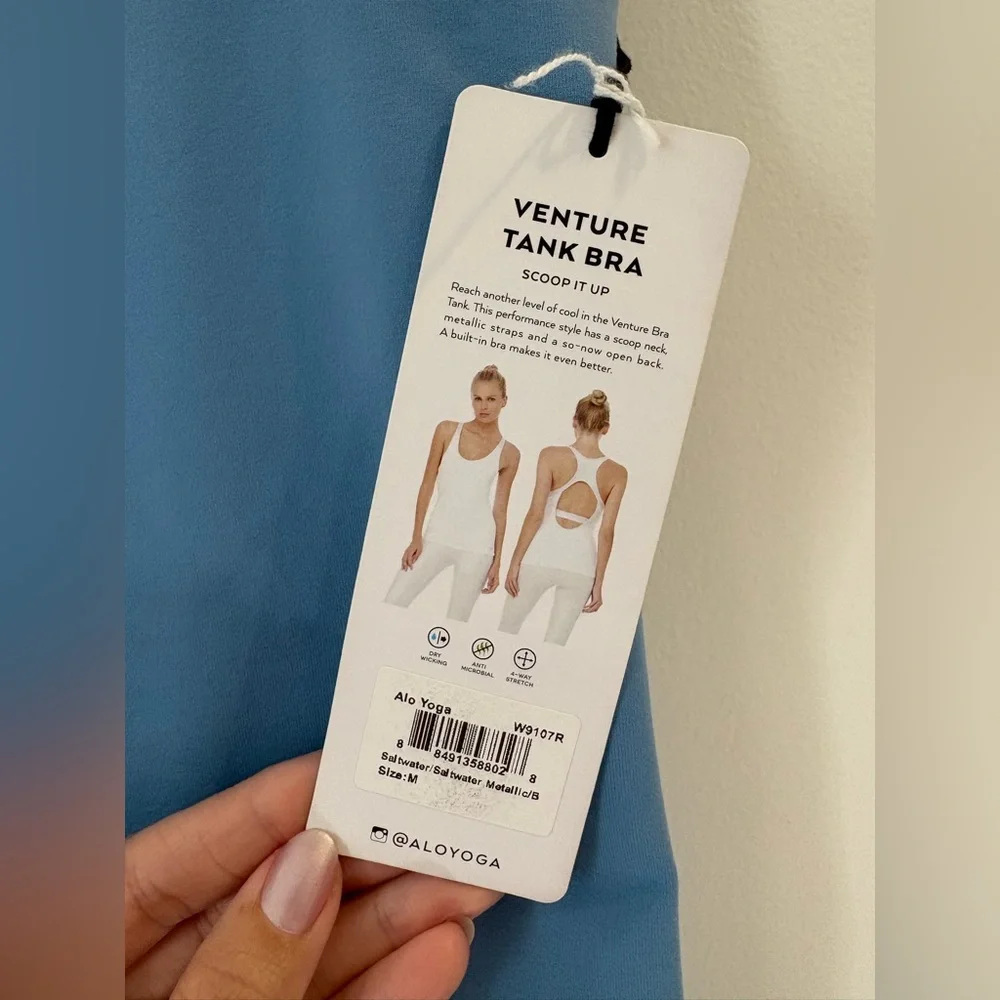 VENTURE
TANK BRA
SCOOP IT UP
Reach another level of cool in the Venture Bra
Tank. This performance style has a scoop neck,
metallic straps and a so-now open back.
A built-in bra makes it even better.
DRY
WICKING
ANTI
MICROBIAL
4-WAY
STRETCH
Alo Yoga
W9107R
8 8491358802 8
Saltwater/Saltwater Metallic/B
Size:M
@ALOYOGA